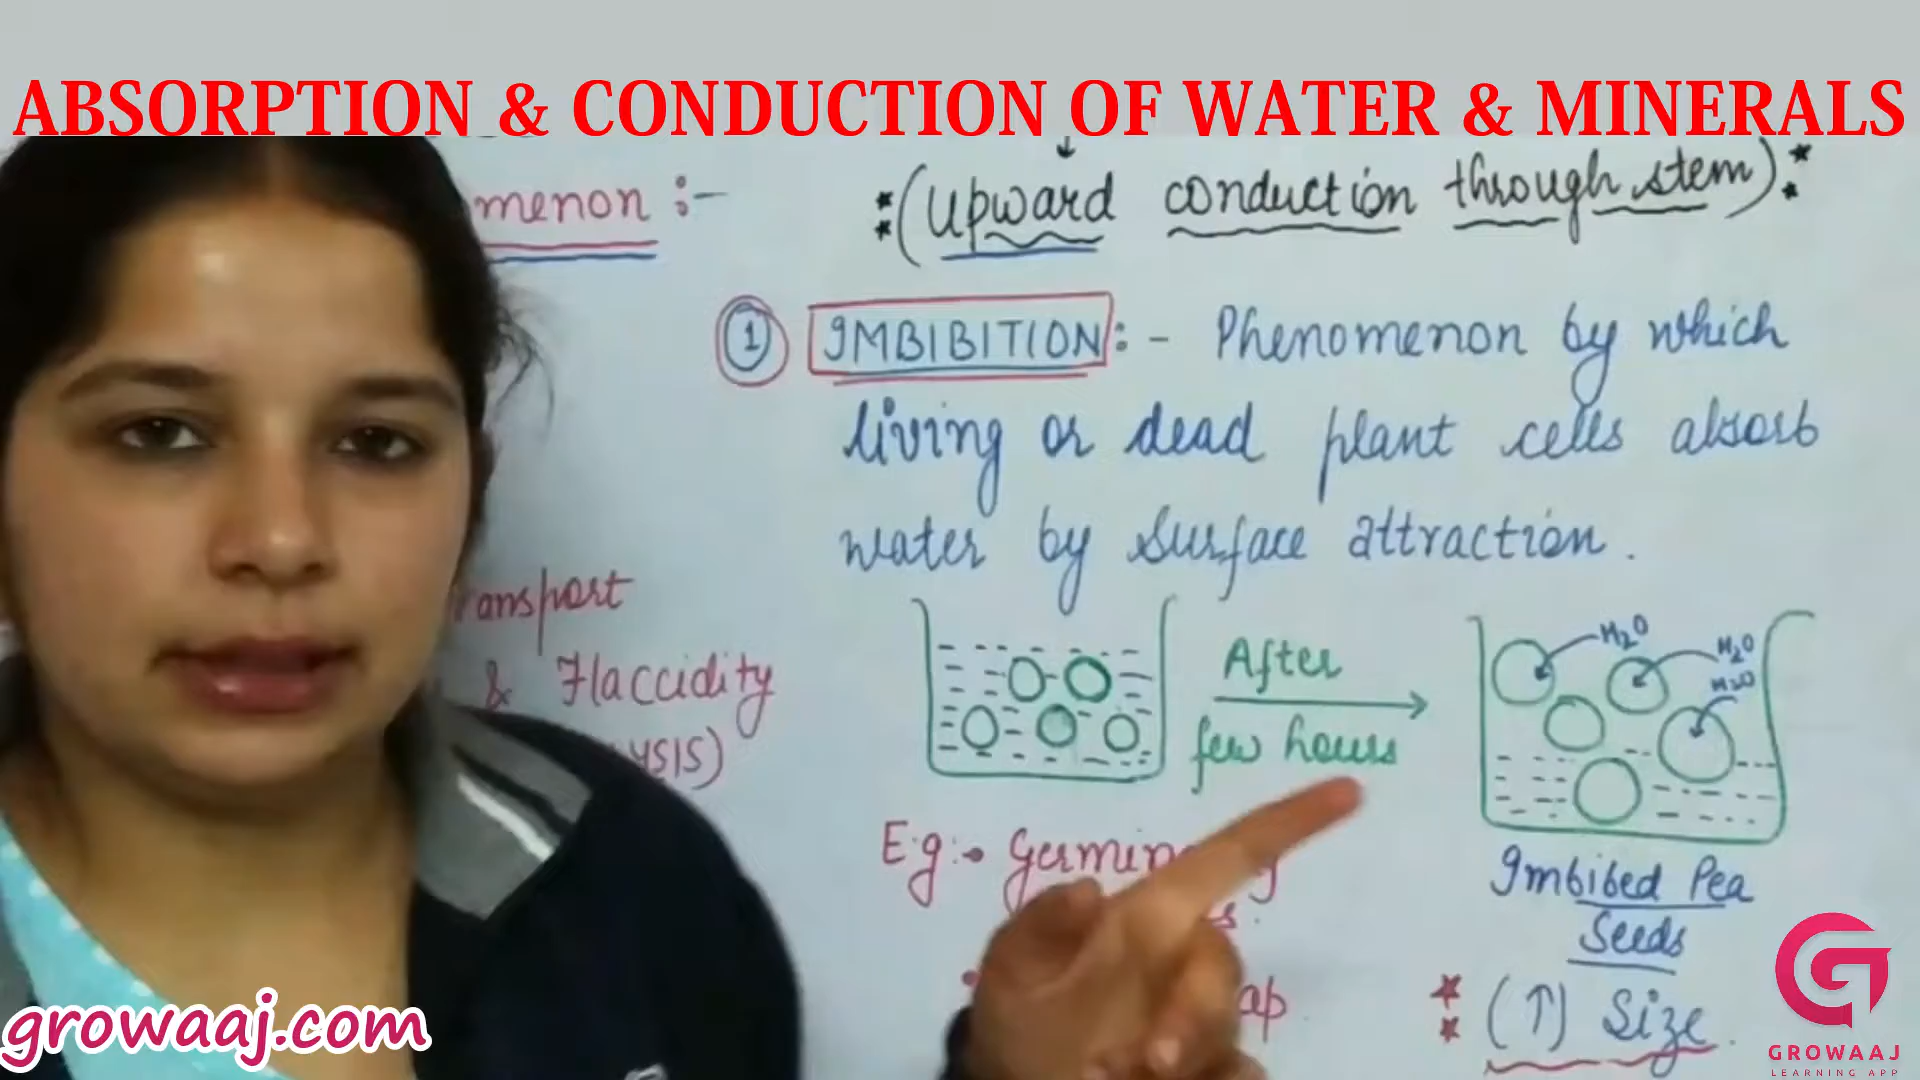 ABSORPTION & CONDUCTION OF WATER & MINERALS
menon :-
(Upward conduction through stem)
1 IMBIBITION :- Phenomenon by which
living or dead plant cells absorb
water by surface attraction.
ransport
& Flaccidity
YSIS)
After
few hours
H2O
H2O
H2O
E.g:- Germin g
s.
ap
Imbibed Pea
Seeds
(↑) Size.
growaaj.com
G
GROWAAJ
LEARNING APP